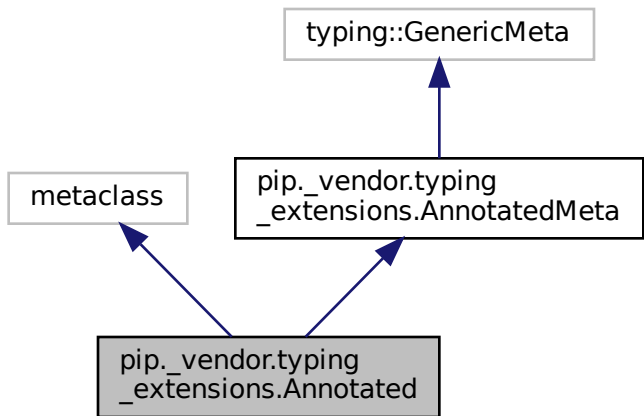 typing::GenericMeta
metaclass
pip._vendor.typing
_extensions.AnnotatedMeta
pip._vendor.typing
_extensions.Annotated